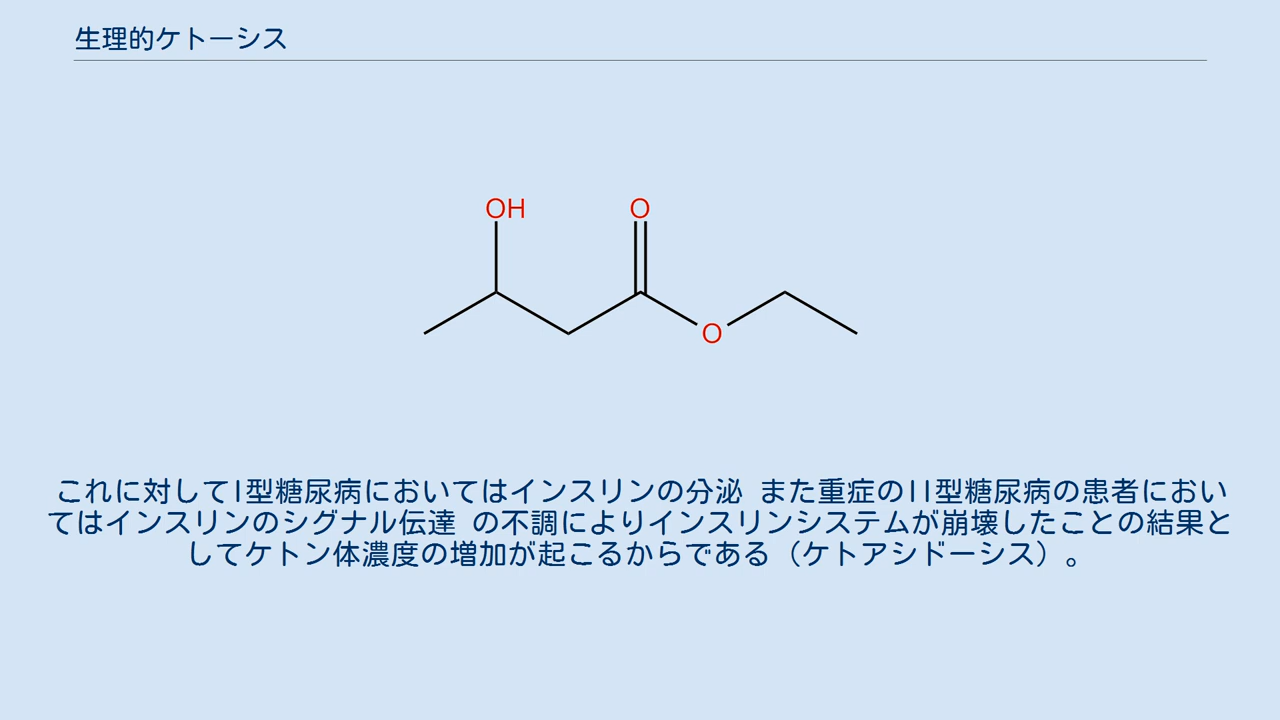 生理的ケトーシス
OH
O
O
これに対してI型糖尿病においてはインスリンの分泌 また重症のII型糖尿病の患者におい
てはインスリンのシグナル伝達 の不調によりインスリンシステムが崩壊したことの結果と
してケトン体濃度の増加が起こるからである（ケトアシドーシス）。